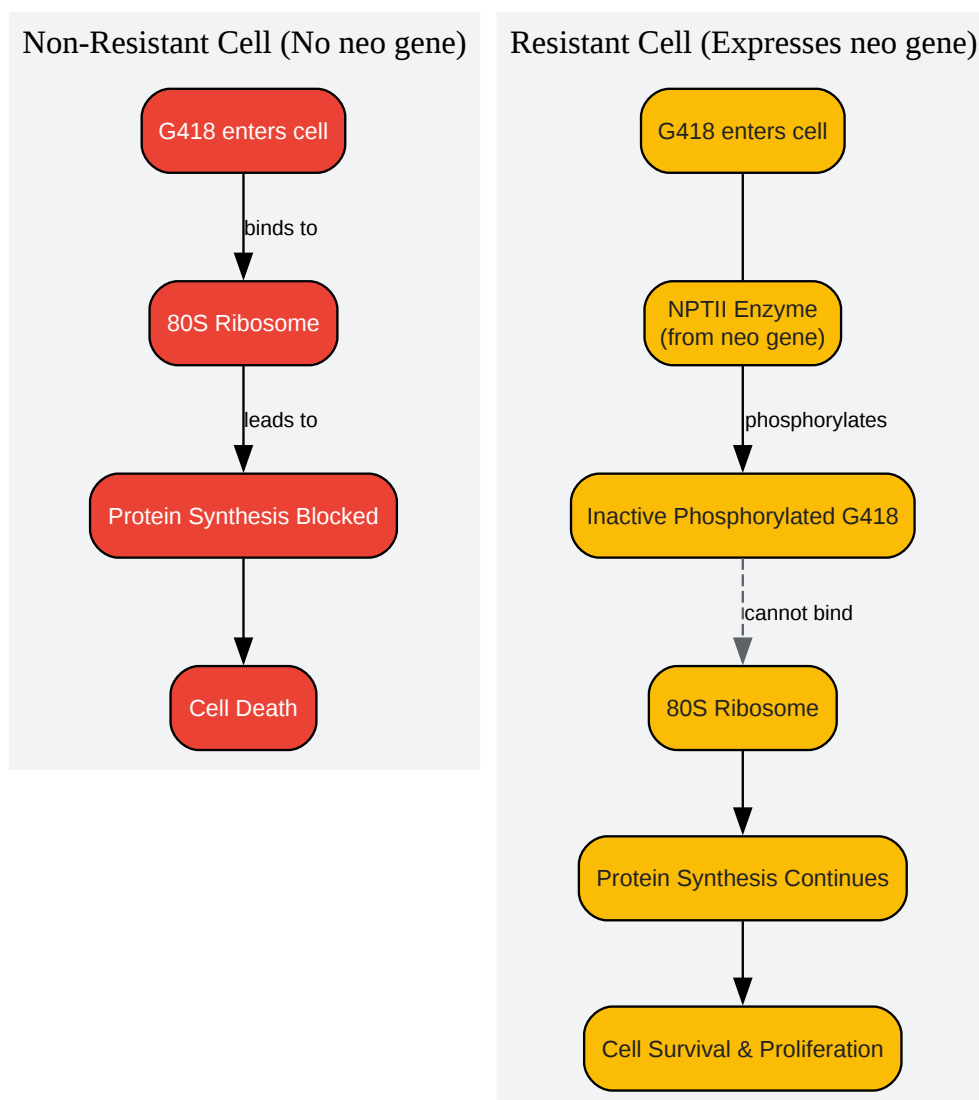 Non-Resistant Cell (No neo gene)
G418 enters cell
binds to
80S Ribosome
leads to
Protein Synthesis Blocked
Cell Death
Resistant Cell (Expresses neo gene)
G418 enters cell
NPTII Enzyme
(from neo gene)
phosphorylates
Inactive Phosphorylated G418
cannot bind
80S Ribosome
Protein Synthesis Continues
Cell Survival & Proliferation